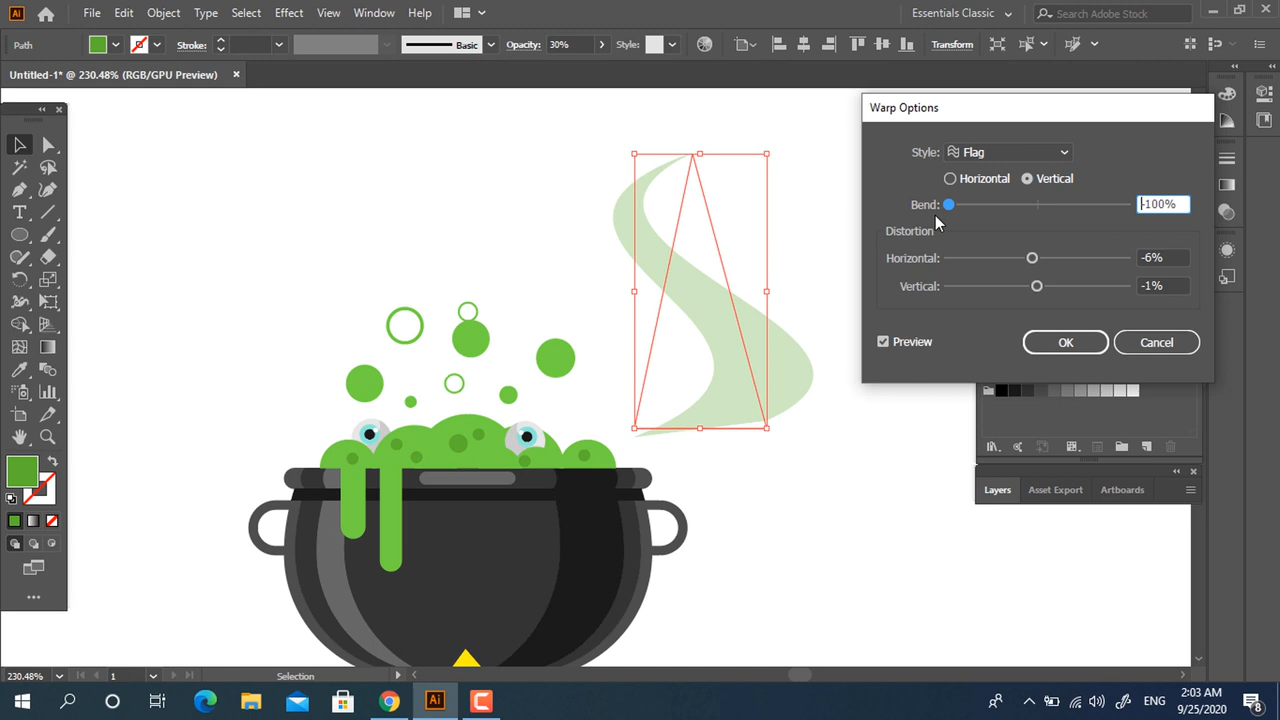 Ai File Edit Object Type Select Effect View Window Help Essentials Classic Search Adobe Stock
Path Stroke: Basic Opacity: 30% Style: Transform
Untitled-1* @ 230.48% (RGB/GPU Preview)
Warp Options
Style: Flag
Horizontal Vertical
Bend: -100%
Distortion
Horizontal: -6%
Vertical: -1%
Preview OK Cancel
Layers Asset Export Artboards
230.48% 1 Selection
Ai ENG 2:03 AM
9/25/2020 8